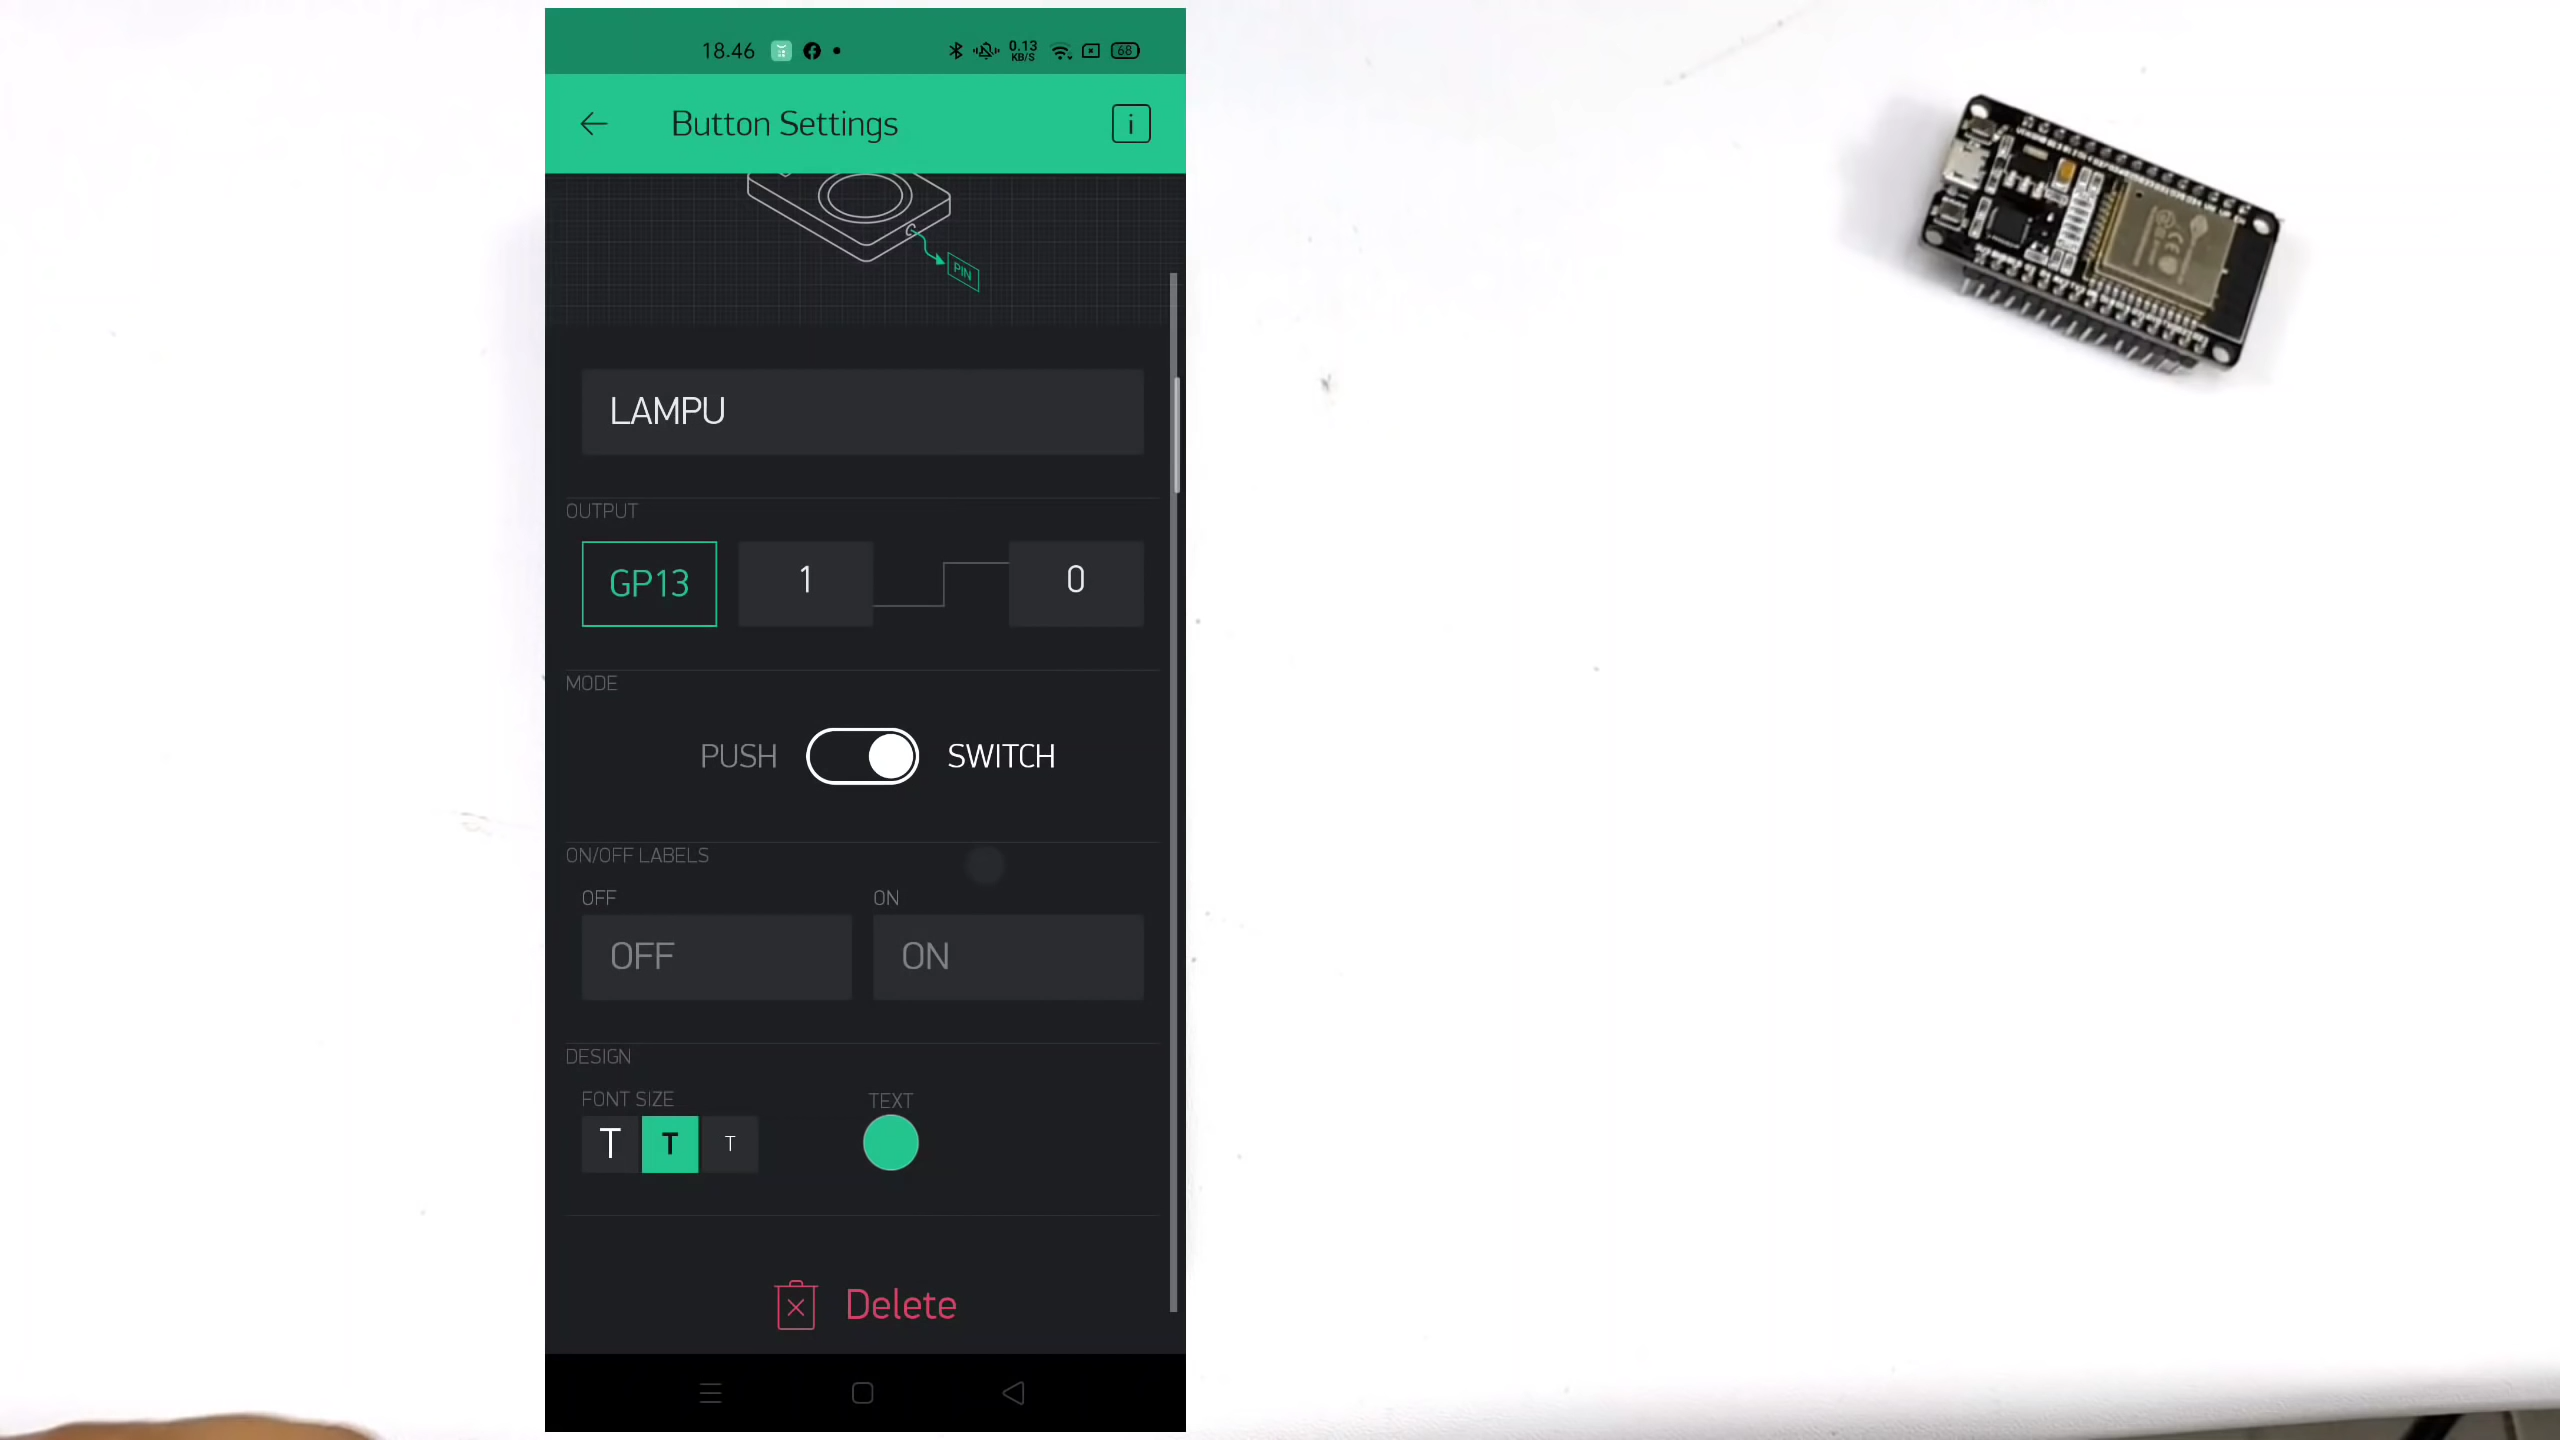 18.46
0.13
KB/S
68
Button Settings
i
PIN
LAMPU
OUTPUT
GP13 1 0
MODE
PUSH SWITCH
ON/OFF LABELS
OFF ON
OFF ON
DESIGN
FONT SIZE TEXT
T T T
Delete